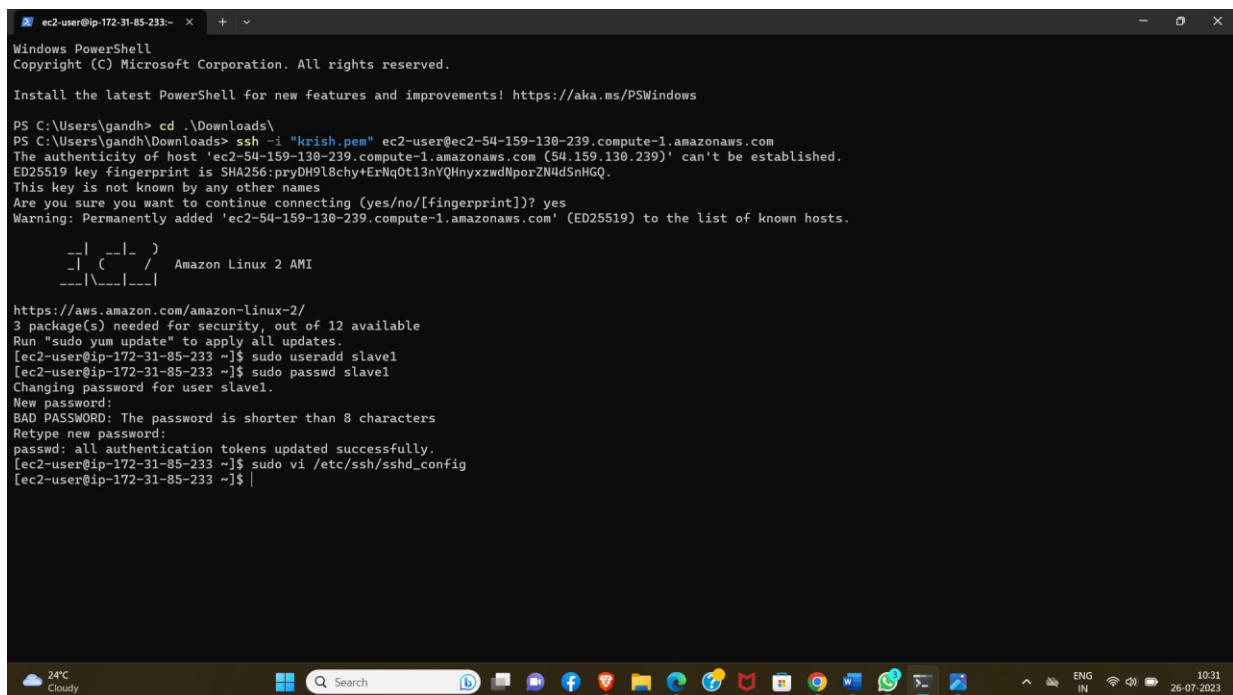 ec2-user@ip-172-31-85-233:~
Windows PowerShell
Copyright (C) Microsoft Corporation. All rights reserved.
Install the latest PowerShell for new features and improvements! https://aka.ms/PSWindows
PS C:\Users\gandh> cd .\Downloads\
PS C:\Users\gandh\Downloads> ssh -i "krish.pem" ec2-user@ec2-54-159-130-239.compute-1.amazonaws.com
The authenticity of host 'ec2-54-159-130-239.compute-1.amazonaws.com (54.159.130.239)' can't be established.
ED25519 key fingerprint is SHA256:pryDH9l8chy+ErNqOt13nYQHnyxzwdNporZN4dSnHGQ.
This key is not known by any other names
Are you sure you want to continue connecting (yes/no/[fingerprint])? yes
Warning: Permanently added 'ec2-54-159-130-239.compute-1.amazonaws.com' (ED25519) to the list of known hosts.
__| __|_ )
_| ( / Amazon Linux 2 AMI
___|\___|___|
https://aws.amazon.com/amazon-linux-2/
3 package(s) needed for security, out of 12 available
Run "sudo yum update" to apply all updates.
[ec2-user@ip-172-31-85-233 ~]$ sudo useradd slave1
[ec2-user@ip-172-31-85-233 ~]$ sudo passwd slave1
Changing password for user slave1.
New password:
BAD PASSWORD: The password is shorter than 8 characters
Retype new password:
passwd: all authentication tokens updated successfully.
[ec2-user@ip-172-31-85-233 ~]$ sudo vi /etc/ssh/sshd_config
[ec2-user@ip-172-31-85-233 ~]$
24°C
Cloudy
Search
3
ENG
IN
10:31
26-07-2023